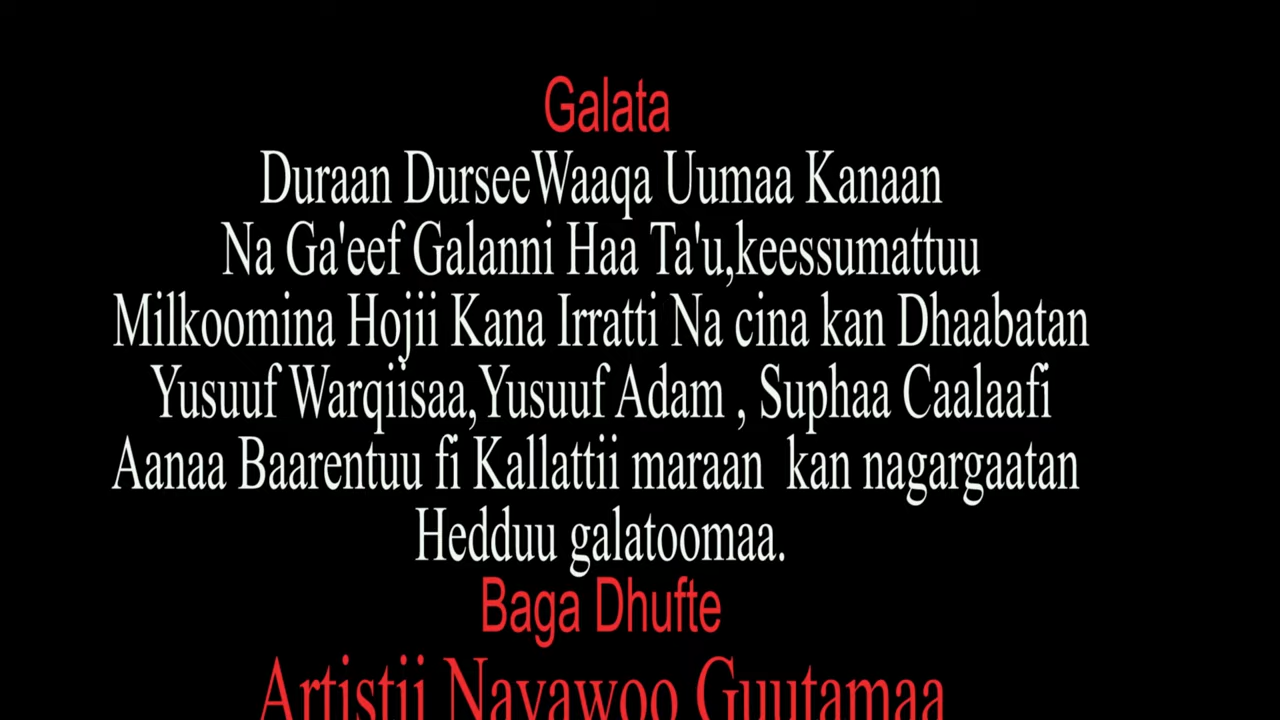 Galata
Duraan DurseeWaaqa Uumaa Kanaan
Na Ga'eef Galanni Haa Ta'u,keessumattuu
Milkoomina Hojii Kana Irratti Na cina kan Dhaabatan
Yusuuf Warqiisaa,Yusuuf Adam , Suphaa Caalaafi
Aanaa Baarentuu fi Kallattii maraan kan nagargaatan
Hedduu galatoomaa.
Baga Dhufte
Artistii Nayawoo Guutamaa